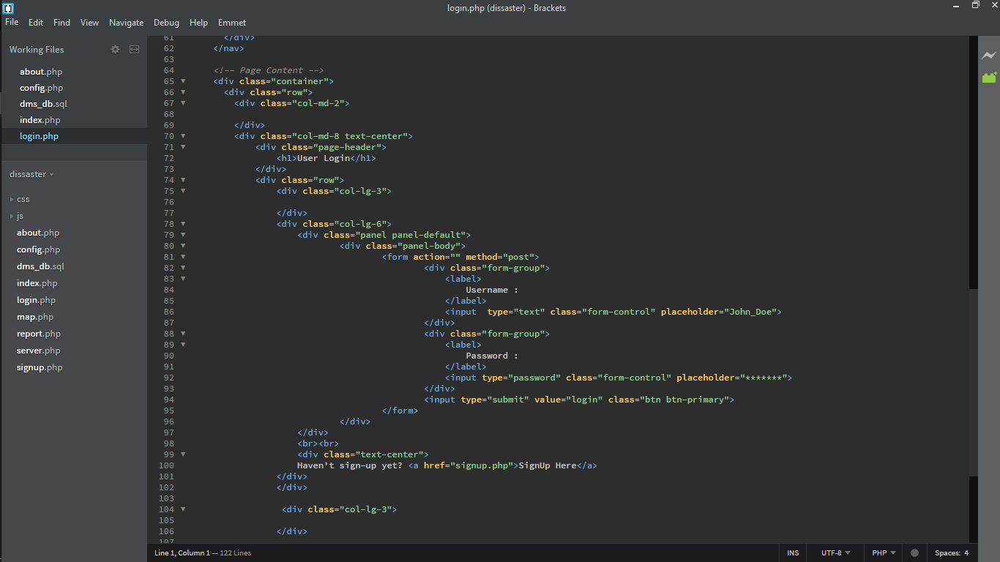 login.php (dissaster) - Brackets
File Edit Find View Navigate Debug Help Emmet
Working Files
about.php
config.php
dms_db.sql
index.php
login.php
dissaster
css
js
about.php
config.php
dms_db.sql
index.php
login.php
map.php
report.php
server.php
signup.php
61 </div>
62 </nav>
63
64 <!-- Page Content -->
65 <div class="container">
66 <div class="row">
67 <div class="col-md-2">
68
69 </div>
70 <div class="col-md-8 text-center">
71 <div class="page-header">
72 <h1>User Login</h1>
73 </div>
74 <div class="row">
75 <div class="col-lg-3">
76
77 </div>
78 <div class="col-lg-6">
79 <div class="panel panel-default">
80 <div class="panel-body">
81 <form action="" method="post">
82 <div class="form-group">
83 <label>
84 Username :
85 </label>
86 <input  type="text" class="form-control" placeholder="John_Doe">
87 </div>
88 <div class="form-group">
89 <label>
90 Password :
91 </label>
92 <input type="password" class="form-control" placeholder="*******">
93 </div>
94 <input type="submit" value="login" class="btn btn-primary">
95 </form>
96 </div>
97 </div>
98 <br><br>
99 <div class="text-center">
100 Haven't sign-up yet? <a href="signup.php">SignUp Here</a>
101 </div>
102 </div>
103
104 <div class="col-lg-3">
105
106 </div>
107
Line 1, Column 1 — 122 Lines
INS UTF-8 PHP Spaces: 4